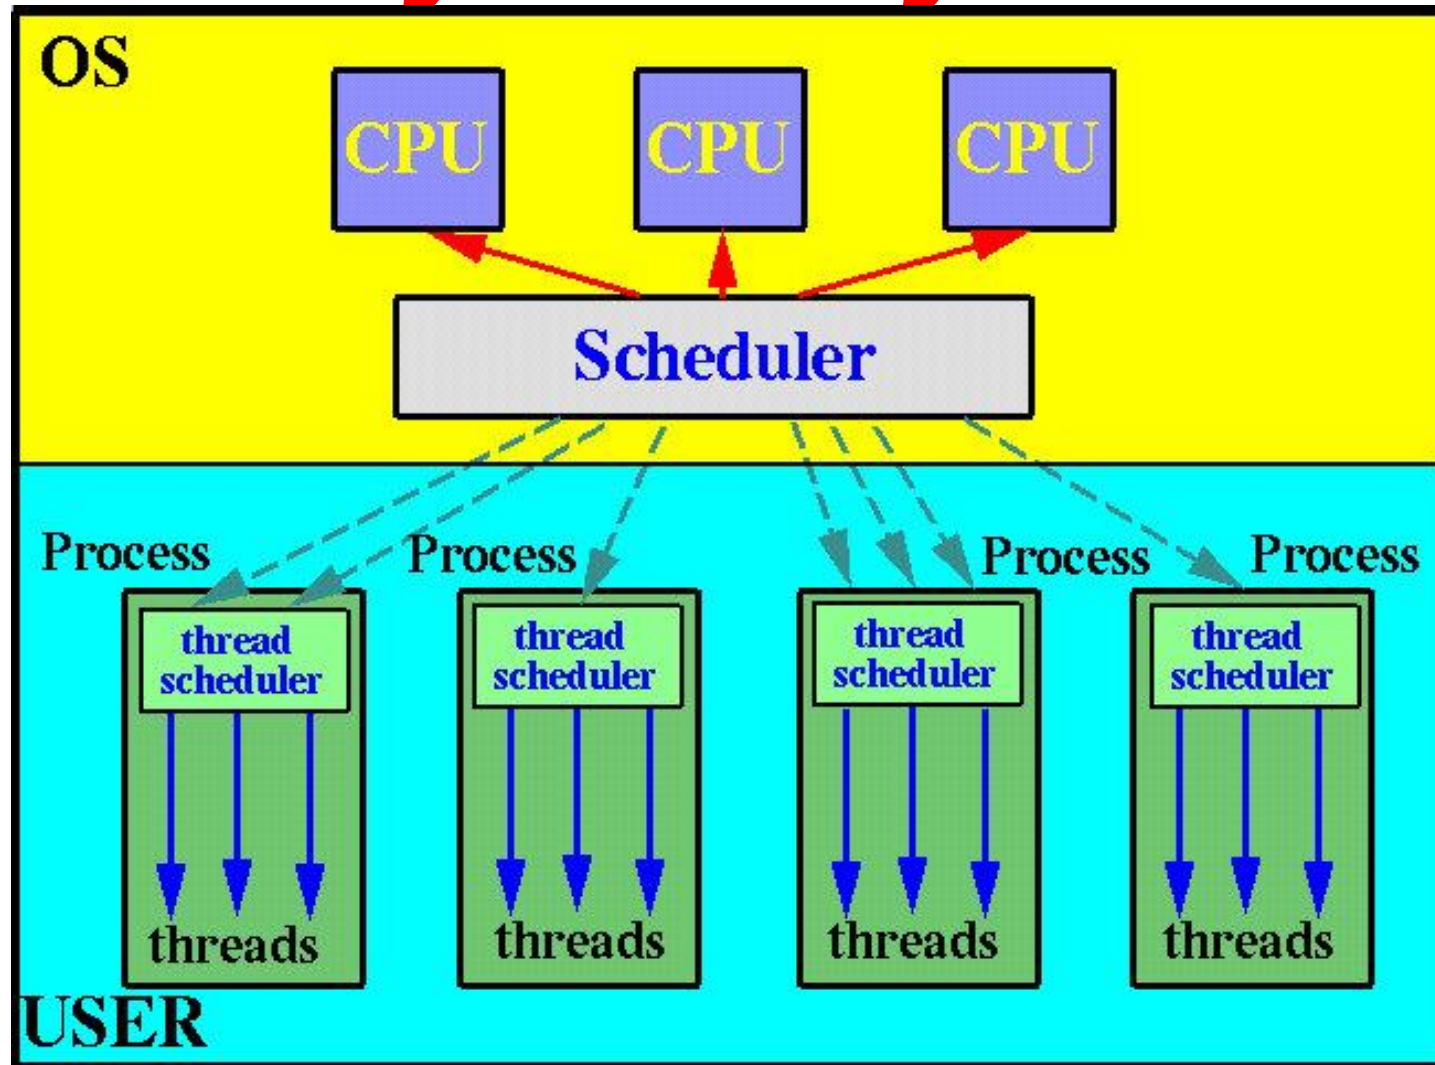 OS
CPU CPU CPU
Scheduler
Process Process Process Process
thread scheduler
thread scheduler
thread scheduler
thread scheduler
threads threads threads threads
USER